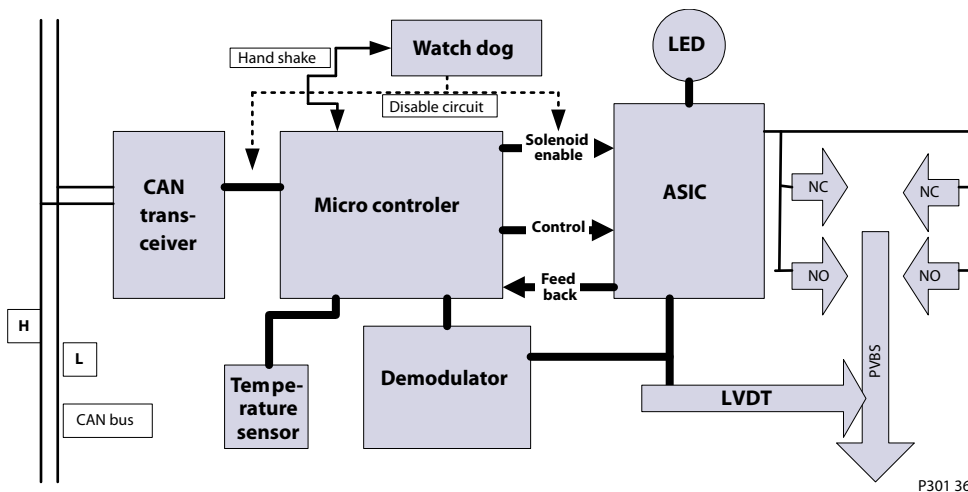 Hand shake
Watch dog
LED
Disable circuit
CAN
trans-
ceiver
Micro controler
Solenoid
enable
ASIC
NC
NC
Control
NO
NO
Feed
back
H
L
Tempe-
rature
sensor
Demodulator
LVDT
PVBS
CAN bus
P301 36